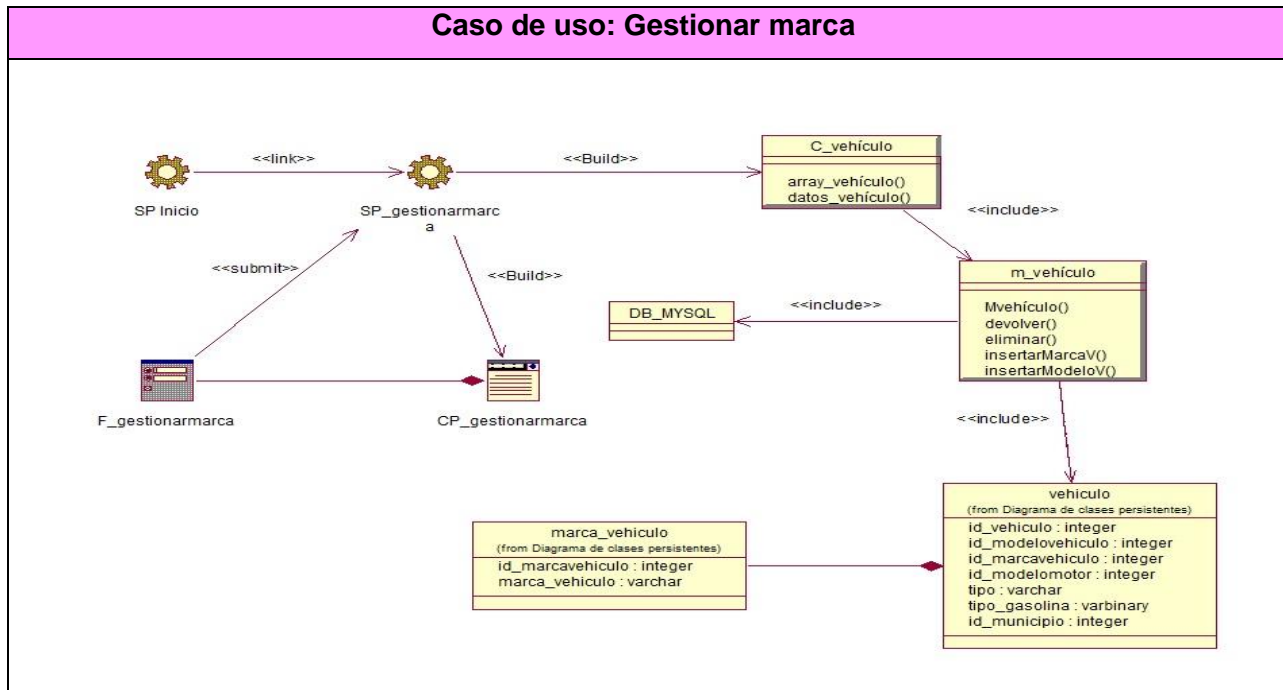 Caso de uso: Gestionar marca
<<link>>
<<Build>>
SP Inicio
SP_gestionarmarc
a
C_vehículo
array_vehículo()
datos_vehículo()
<<include>>
<<submit>>
<<Build>>
m_vehículo
Mvehículo()
devolver()
eliminar()
insertarMarcaV()
insertarModeloV()
<<include>>
DB_MYSQL
F_gestionarmarca
CP_gestionarmarca
<<include>>
vehiculo
(from Diagrama de clases persistentes)
id_vehiculo : integer
id_modelovehiculo : integer
id_marcavehiculo : integer
id_modelomotor : integer
tipo : varchar
tipo_gasolina : varbinary
id_municipio : integer
marca_vehiculo
(from Diagrama de clases persistentes)
id_marcavehiculo : integer
marca_vehiculo : varchar